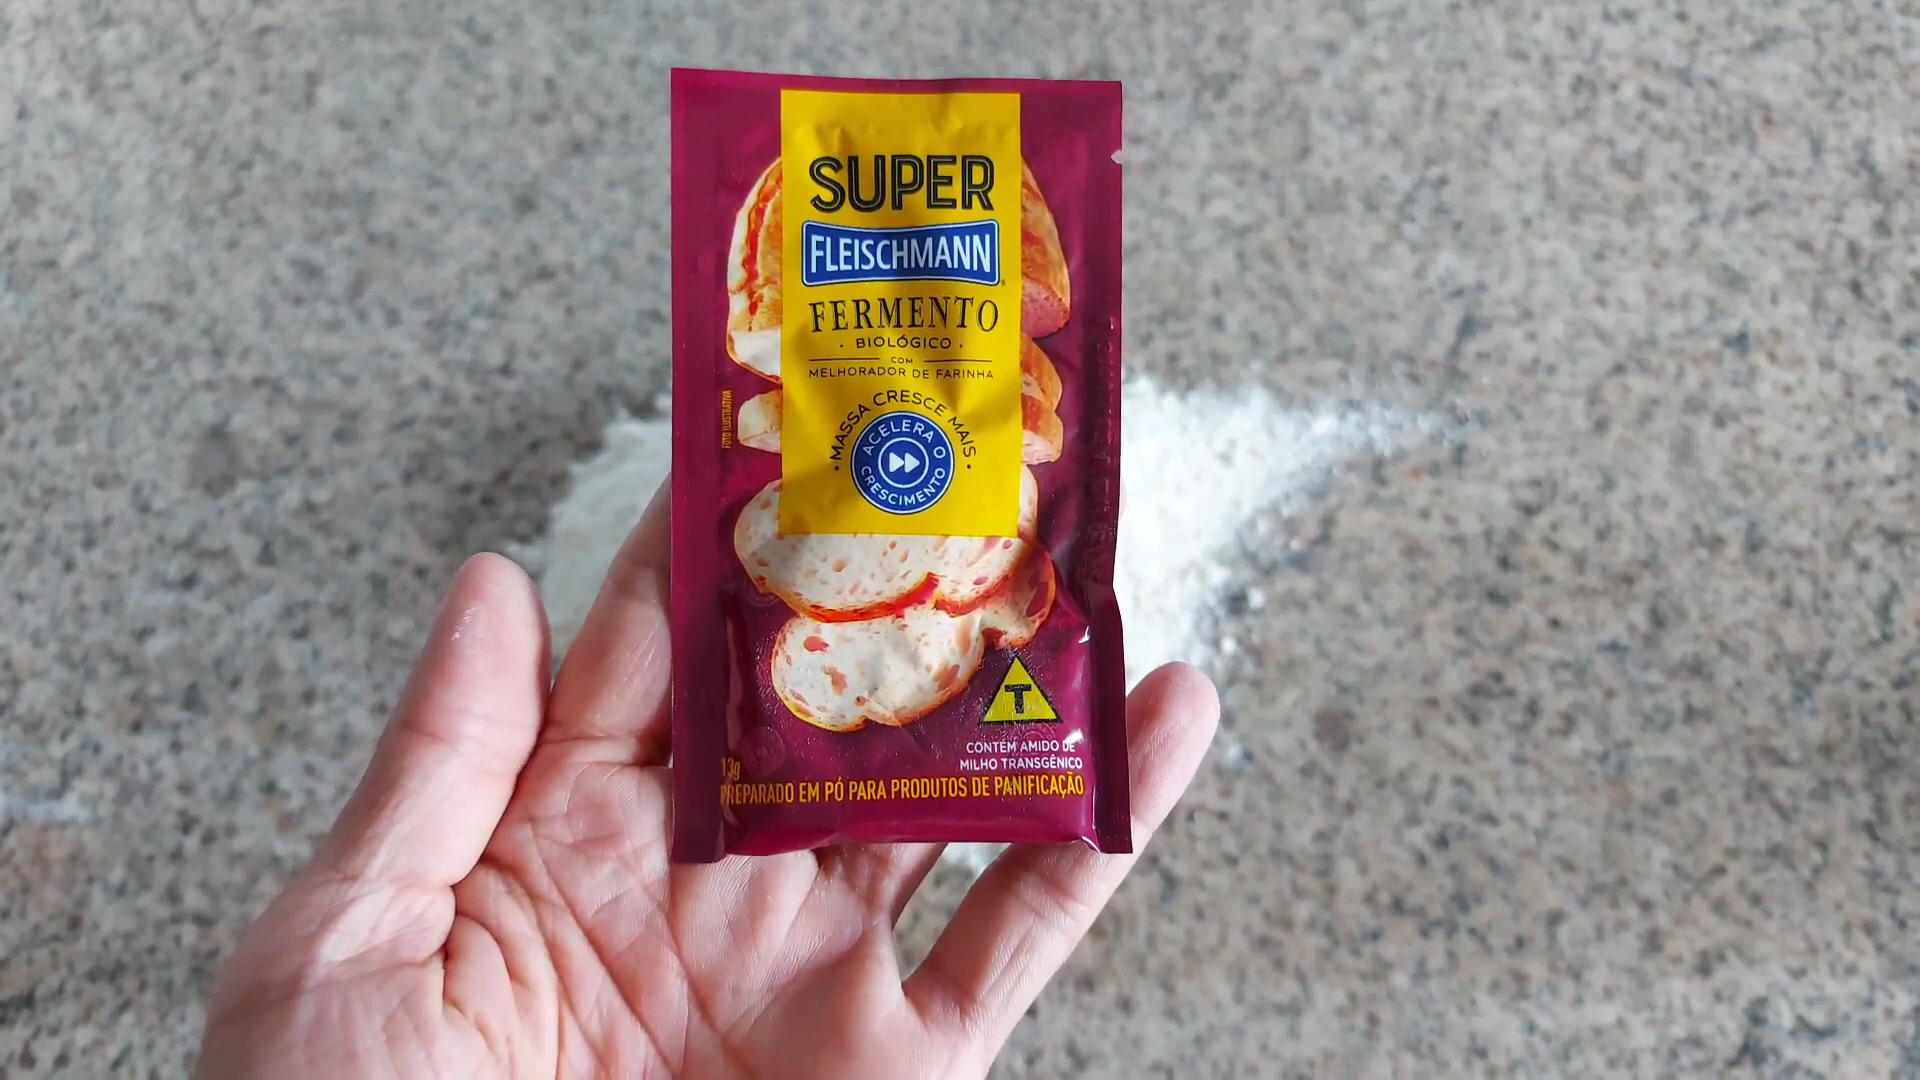 SUPER
FLEISCHMANN
FERMENTO
• BIOLÓGICO •
COM
MELHORADOR DE FARINHA
• MASSA CRESCE MAIS •
ACELERA O
CRESCIMENTO
FOTO ILUSTRATIVA
T
CONTÉM AMIDO DE
MILHO TRANSGÊNICO
13g
PREPARADO EM PÓ PARA PRODUTOS DE PANIFICAÇÃO